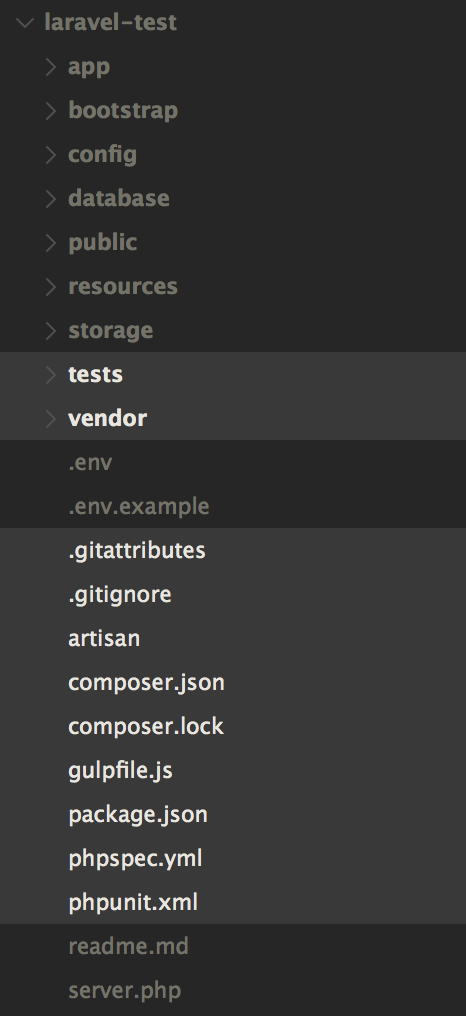 laravel-test
app
bootstrap
config
database
public
resources
storage
tests
vendor
.env
.env.example
.gitattributes
.gitignore
artisan
composer.json
composer.lock
gulpfile.js
package.json
phpspec.yml
phpunit.xml
readme.md
server.php